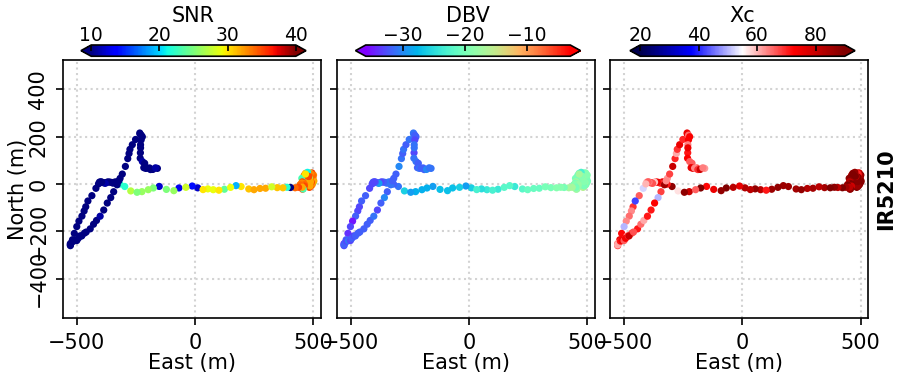 SNR DBV Xc
10 20 30 40 −30 −20 −10 20 40 60 80
400
200
0
−200
−400
North (m)
−500 0 500 −500 0 500 −500 0 500
East (m) East (m) East (m)
IR5210